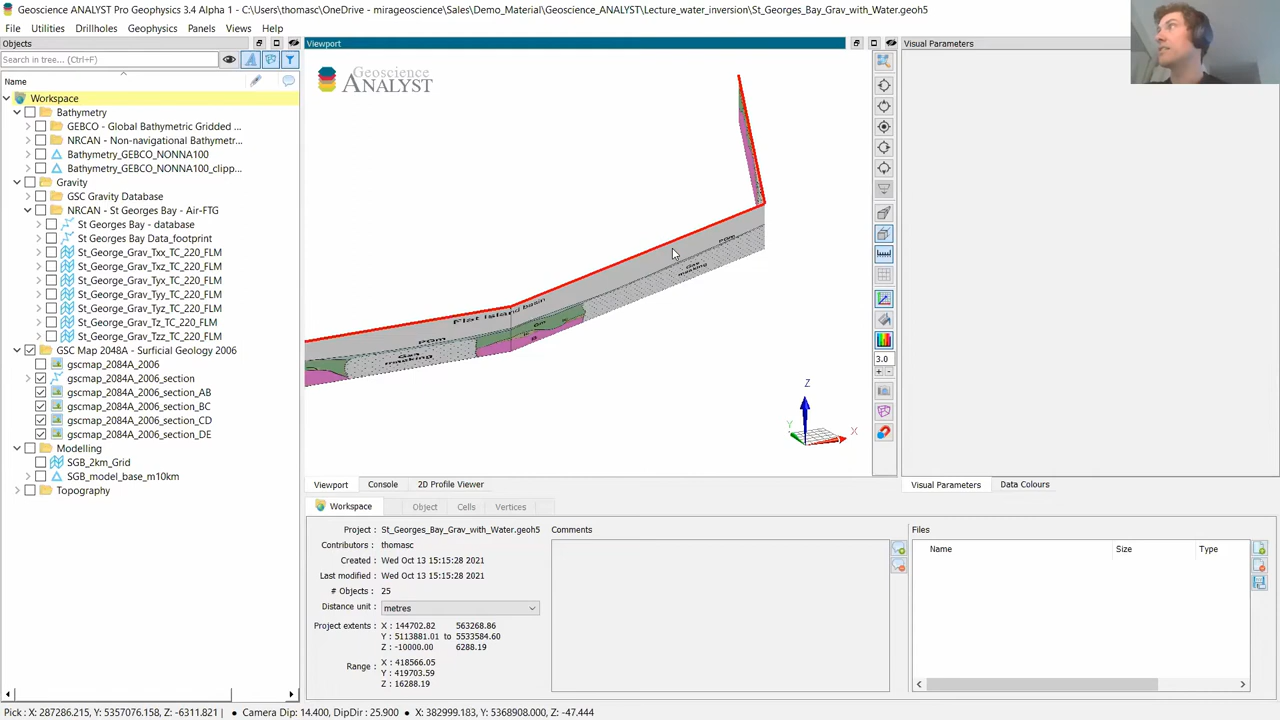 Geoscience ANALYST Pro Geophysics 3.4 Alpha 1 - C:\Users\thomasc\OneDrive - mirageoscience\Sales\Demo_Material\Geoscience_ANALYST\Lecture_water_inversion\St_Georges_Bay_Grav_with_Water.geoh5
File Utilities Drillholes Geophysics Panels Views Help
Objects
Viewport
Visual Parameters
Search in tree... (Ctrl+F)
Name
Geoscience
ANALYST
Workspace
Bathymetry
GEBCO - Global Bathymetric Gridded ...
NRCAN - Non-navigational Bathymetr...
Bathymetry_GEBCO_NONNA100
Bathymetry_GEBCO_NONNA100_clipp...
Gravity
GSC Gravity Database
NRCAN - St Georges Bay - Air-FTG
St Georges Bay - database
St Georges Bay Data_footprint
St_George_Grav_Txx_TC_220_FLM
St_George_Grav_Txy_TC_220_FLM
St_George_Grav_Txz_TC_220_FLM
St_George_Grav_Tyy_TC_220_FLM
St_George_Grav_Tyz_TC_220_FLM
St_George_Grav_Tz_TC_220_FLM
St_George_Grav_Tzz_TC_220_FLM
GSC Map 2048A - Surficial Geology 2006
gscmap_2084A_2006
gscmap_2084A_2006_section
gscmap_2084A_2006_section_AB
gscmap_2084A_2006_section_BC
gscmap_2084A_2006_section_CD
gscmap_2084A_2006_section_DE
Modelling
SGB_2km_Grid
SGB_model_base_m10km
Topography
POm
Gas
masking
Flat Island basin
Gm
POm
Gas
masking
3.0
Z
Y
X
Viewport Console 2D Profile Viewer
Visual Parameters Data Colours
Workspace Object Cells Vertices
Project : St_Georges_Bay_Grav_with_Water.geoh5
Contributors : thomasc
Created : Wed Oct 13 15:15:28 2021
Last modified : Wed Oct 13 15:15:28 2021
# Objects : 25
Distance unit : metres
Project extents : X : 144702.82 563268.86
Y : 5113881.01 to 5533584.60
Z : -10000.00 6288.19
Range : X : 418566.05
Y : 419703.59
Z : 16288.19
Comments
Files
Name Size Type
Pick : X: 287286.215, Y: 5357076.158, Z: -6311.821 | • Camera Dip: 14.400, DipDir : 25.900 • X: 382999.183, Y: 5368908.000, Z: -47.444